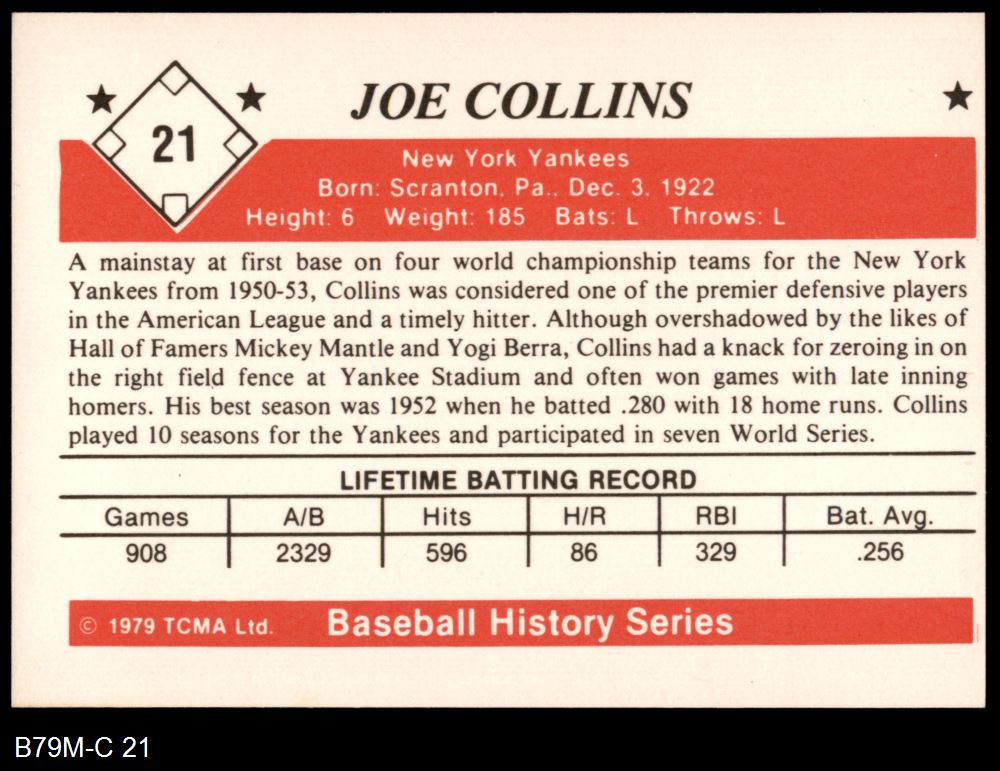 21
JOE COLLINS
New York Yankees
Born: Scranton, Pa., Dec. 3, 1922
Height: 6 Weight: 185 Bats: L Throws: L
A mainstay at first base on four world championship teams for the New York
Yankees from 1950-53, Collins was considered one of the premier defensive players
in the American League and a timely hitter. Although overshadowed by the likes of
Hall of Famers Mickey Mantle and Yogi Berra, Collins had a knack for zeroing in on
the right field fence at Yankee Stadium and often won games with late inning
homers. His best season was 1952 when he batted .280 with 18 home runs. Collins
played 10 seasons for the Yankees and participated in seven World Series.
LIFETIME BATTING RECORD
Games A/B Hits H/R RBI Bat. Avg.
908 2329 596 86 329 .256
© 1979 TCMA Ltd. Baseball History Series
B79M-C 21